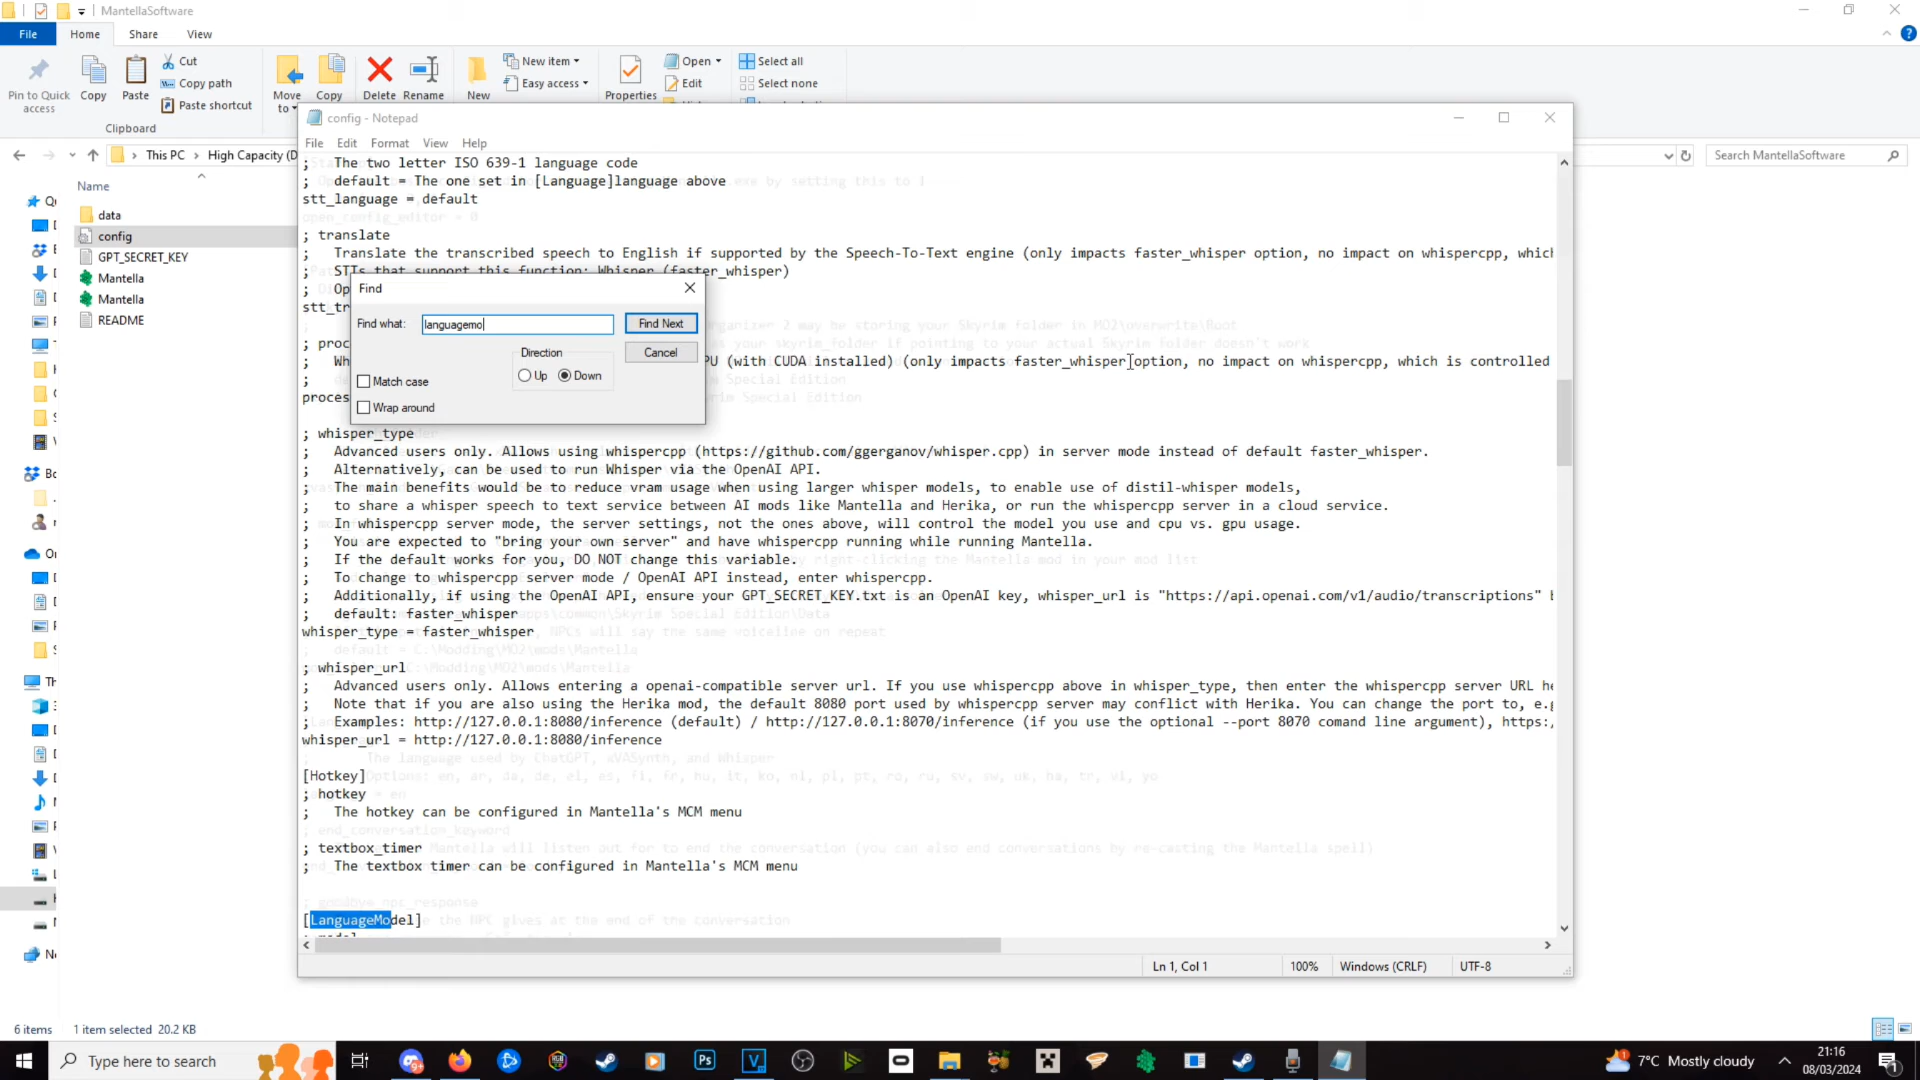 MantellaSoftware
File
Home
Share
View
Pin to Quick access
Copy
Paste
Cut
Copy path
Paste shortcut
Clipboard
Move to
Copy
Delete
Rename
New item
Easy access
New
Properties
Open
Edit
Select all
Select none
This PC
High Capacity (D
Search MantellaSoftware
Name
data
config
GPT_SECRET_KEY
Mantella
Mantella
README
config - Notepad
File Edit Format View Help
; The two letter ISO 639-1 language code
; default = The one set in [Language]language above
stt_language = default
open_config_editor = 0
; translate
; Translate the transcribed speech to English if supported by the Speech-To-Text engine (only impacts faster_whisper option, no impact on whispercpp, whic
; STTs that support this function: Whisper (faster_whisper)
; Op
stt_tr
; proc
; Wh PU (with CUDA installed) (only impacts faster_whisper option, no impact on whispercpp, which is controlled
proces
Find
Find what: languagemo
Find Next
Cancel
Direction
Up
Down
Match case
Wrap around
; whisper_type
; Advanced users only. Allows using whispercpp (https://github.com/ggerganov/whisper.cpp) in server mode instead of default faster_whisper.
; Alternatively, can be used to run Whisper via the OpenAI API.
; The main benefits would be to reduce vram usage when using larger whisper models, to enable use of distil-whisper models,
; to share a whisper speech to text service between AI mods like Mantella and Herika, or run the whispercpp server in a cloud service.
; In whispercpp server mode, the server settings, not the ones above, will control the model you use and cpu vs. gpu usage.
; You are expected to "bring your own server" and have whispercpp running while running Mantella.
; If the default works for you, DO NOT change this variable.
; To change to whispercpp server mode / OpenAI API instead, enter whispercpp.
; Additionally, if using the OpenAI API, ensure your GPT_SECRET_KEY.txt is an OpenAI key, whisper_url is "https://api.openai.com/v1/audio/transcriptions"
; default: faster_whisper
whisper_type = faster_whisper
; whisper_url
; Advanced users only. Allows entering a openai-compatible server url. If you use whispercpp above in whisper_type, then enter the whispercpp server URL he
; Note that if you are also using the Herika mod, the default 8080 port used by whispercpp server may conflict with Herika. You can change the port to, e.g
; Examples: http://127.0.0.1:8080/inference (default) / http://127.0.0.1:8070/inference (if you use the optional --port 8070 comand line argument), https:/
whisper_url = http://127.0.0.1:8080/inference
[Hotkey]
; hotkey
; The hotkey can be configured in Mantella's MCM menu
; textbox_timer
; The textbox timer can be configured in Mantella's MCM menu
[LanguageModel]
Ln 1, Col 1
100%
Windows (CRLF)
UTF-8
6 items
1 item selected 20.2 KB
Type here to search
7°C Mostly cloudy
21:16
08/03/2024